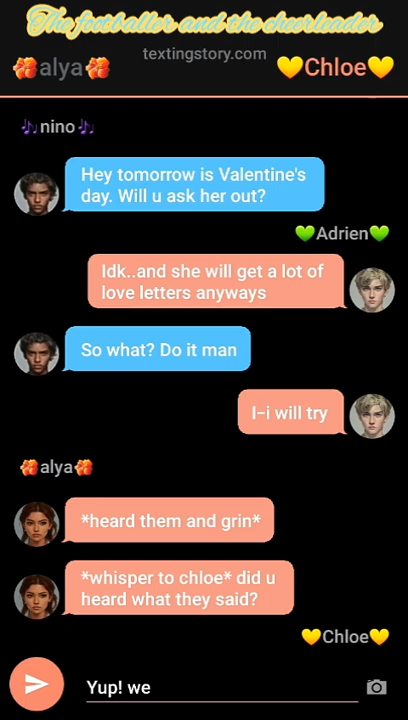 The footballer and the cheerleader
textingstory.com
🌺alya🌺
💛Chloe💛
🎶nino🎶
Hey tomorrow is Valentine's
day. Will u ask her out?
💚Adrien💚
Idk..and she will get a lot of
love letters anyways
So what? Do it man
I-i will try
🌺alya🌺
*heard them and grin*
*whisper to chloe* did u
heard what they said?
💛Chloe💛
Yup! we